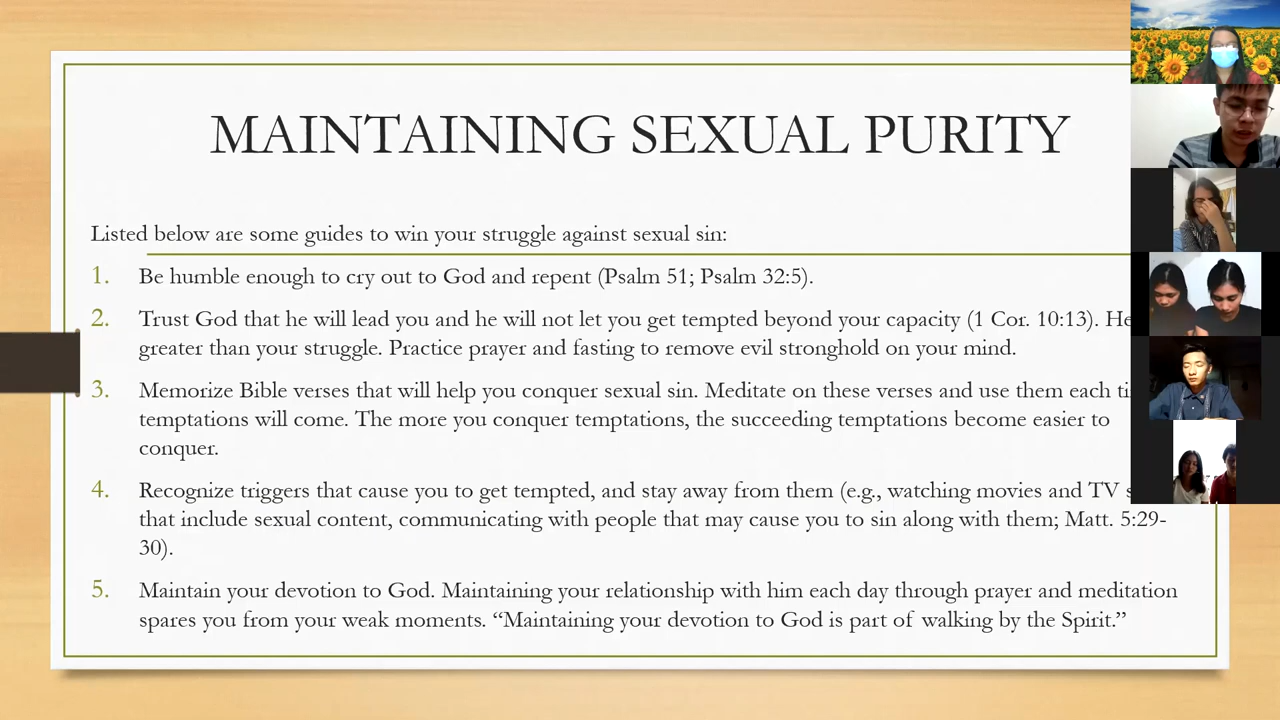 MAINTAINING SEXUAL PURITY
Listed below are some guides to win your struggle against sexual sin:
1. Be humble enough to cry out to God and repent (Psalm 51; Psalm 32:5).
2. Trust God that he will lead you and he will not let you get tempted beyond your capacity (1 Cor. 10:13). He
greater than your struggle. Practice prayer and fasting to remove evil stronghold on your mind.
3. Memorize Bible verses that will help you conquer sexual sin. Meditate on these verses and use them each
temptations will come. The more you conquer temptations, the succeeding temptations become easier to
conquer.
4. Recognize triggers that cause you to get tempted, and stay away from them (e.g., watching movies and TV
that include sexual content, communicating with people that may cause you to sin along with them; Matt. 5:29-
30).
5. Maintain your devotion to God. Maintaining your relationship with him each day through prayer and meditation
spares you from your weak moments. “Maintaining your devotion to God is part of walking by the Spirit.”